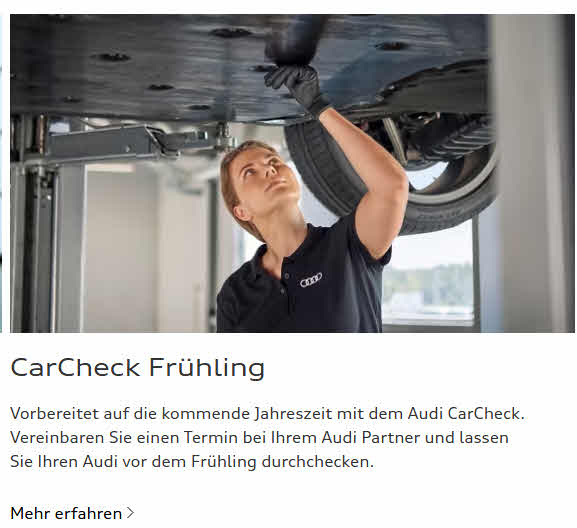 CarCheck Frühling
Vorbereitet auf die kommende Jahreszeit mit dem Audi CarCheck.
Vereinbaren Sie einen Termin bei Ihrem Audi Partner und lassen
Sie Ihren Audi vor dem Frühling durchchecken.
Mehr erfahren